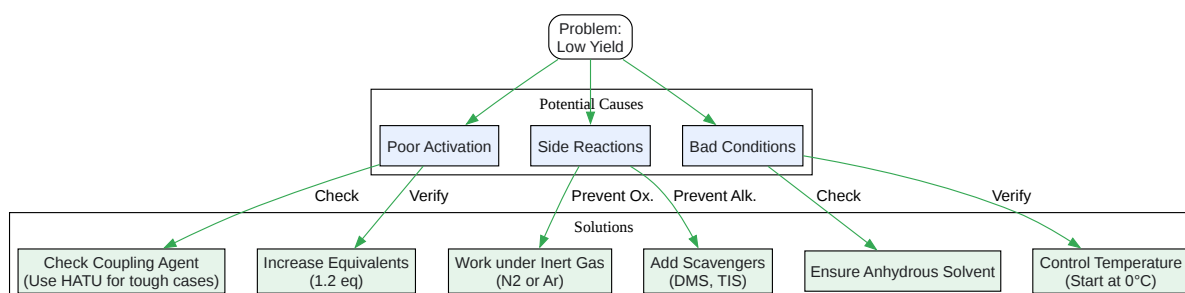 Problem:
Low Yield
Potential Causes
Poor Activation
Side Reactions
Bad Conditions
Check
Verify
Prevent Ox.
Prevent Alk.
Check
Verify
Solutions
Check Coupling Agent
(Use HATU for tough cases)
Increase Equivalents
(1.2 eq)
Work under Inert Gas
(N2 or Ar)
Add Scavengers
(DMS, TIS)
Ensure Anhydrous Solvent
Control Temperature
(Start at 0°C)